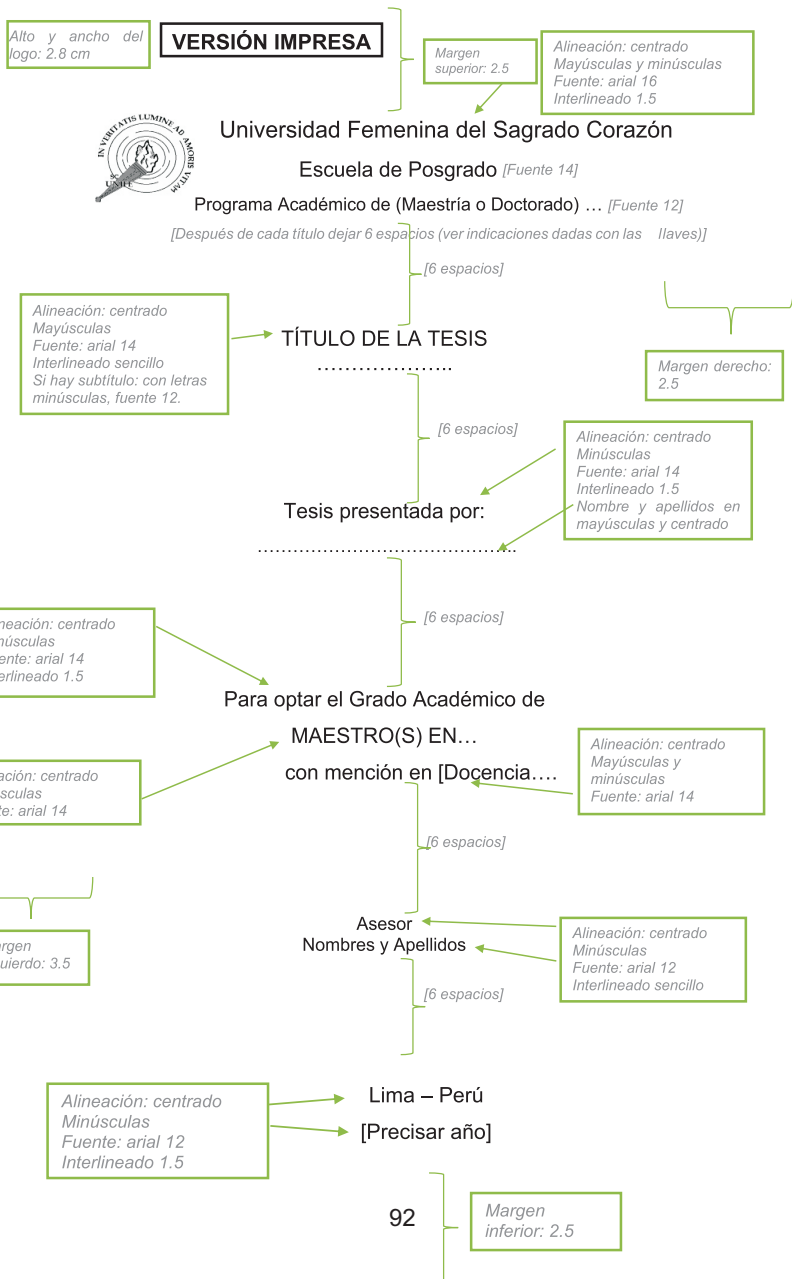 Alto y ancho del
logo: 2.8 cm
VERSIÓN IMPRESA
Margen
superior: 2.5
Alineación: centrado
Mayúsculas y minúsculas
Fuente: arial 16
Interlineado 1.5
IN VERITATIS LUMINE AD AMORIS VITAM
UNIFÉ
Universidad Femenina del Sagrado Corazón
Escuela de Posgrado [Fuente 14]
Programa Académico de (Maestría o Doctorado) … [Fuente 12]
[Después de cada título dejar 6 espacios (ver indicaciones dadas con las llaves)]
[6 espacios]
Alineación: centrado
Mayúsculas
Fuente: arial 14
Interlineado sencillo
Si hay subtítulo: con letras
minúsculas, fuente 12.
TÍTULO DE LA TESIS
…………………..
Margen derecho:
2.5
[6 espacios]
Alineación: centrado
Minúsculas
Fuente: arial 14
Interlineado 1.5
Nombre y apellidos en
mayúsculas y centrado
Tesis presentada por:
……………………………………..
[6 espacios]
neación: centrado
núsculas
ente: arial 14
erlineado 1.5
Para optar el Grado Académico de
MAESTRO(S) EN…
con mención en [Docencia….
Alineación: centrado
Mayúsculas y
minúsculas
Fuente: arial 14
ación: centrado
úsculas
te: arial 14
[6 espacios]
rgen
uierdo: 3.5
Asesor
Nombres y Apellidos
Alineación: centrado
Minúsculas
Fuente: arial 12
Interlineado sencillo
[6 espacios]
Alineación: centrado
Minúsculas
Fuente: arial 12
Interlineado 1.5
Lima – Perú
[Precisar año]
92
Margen
inferior: 2.5